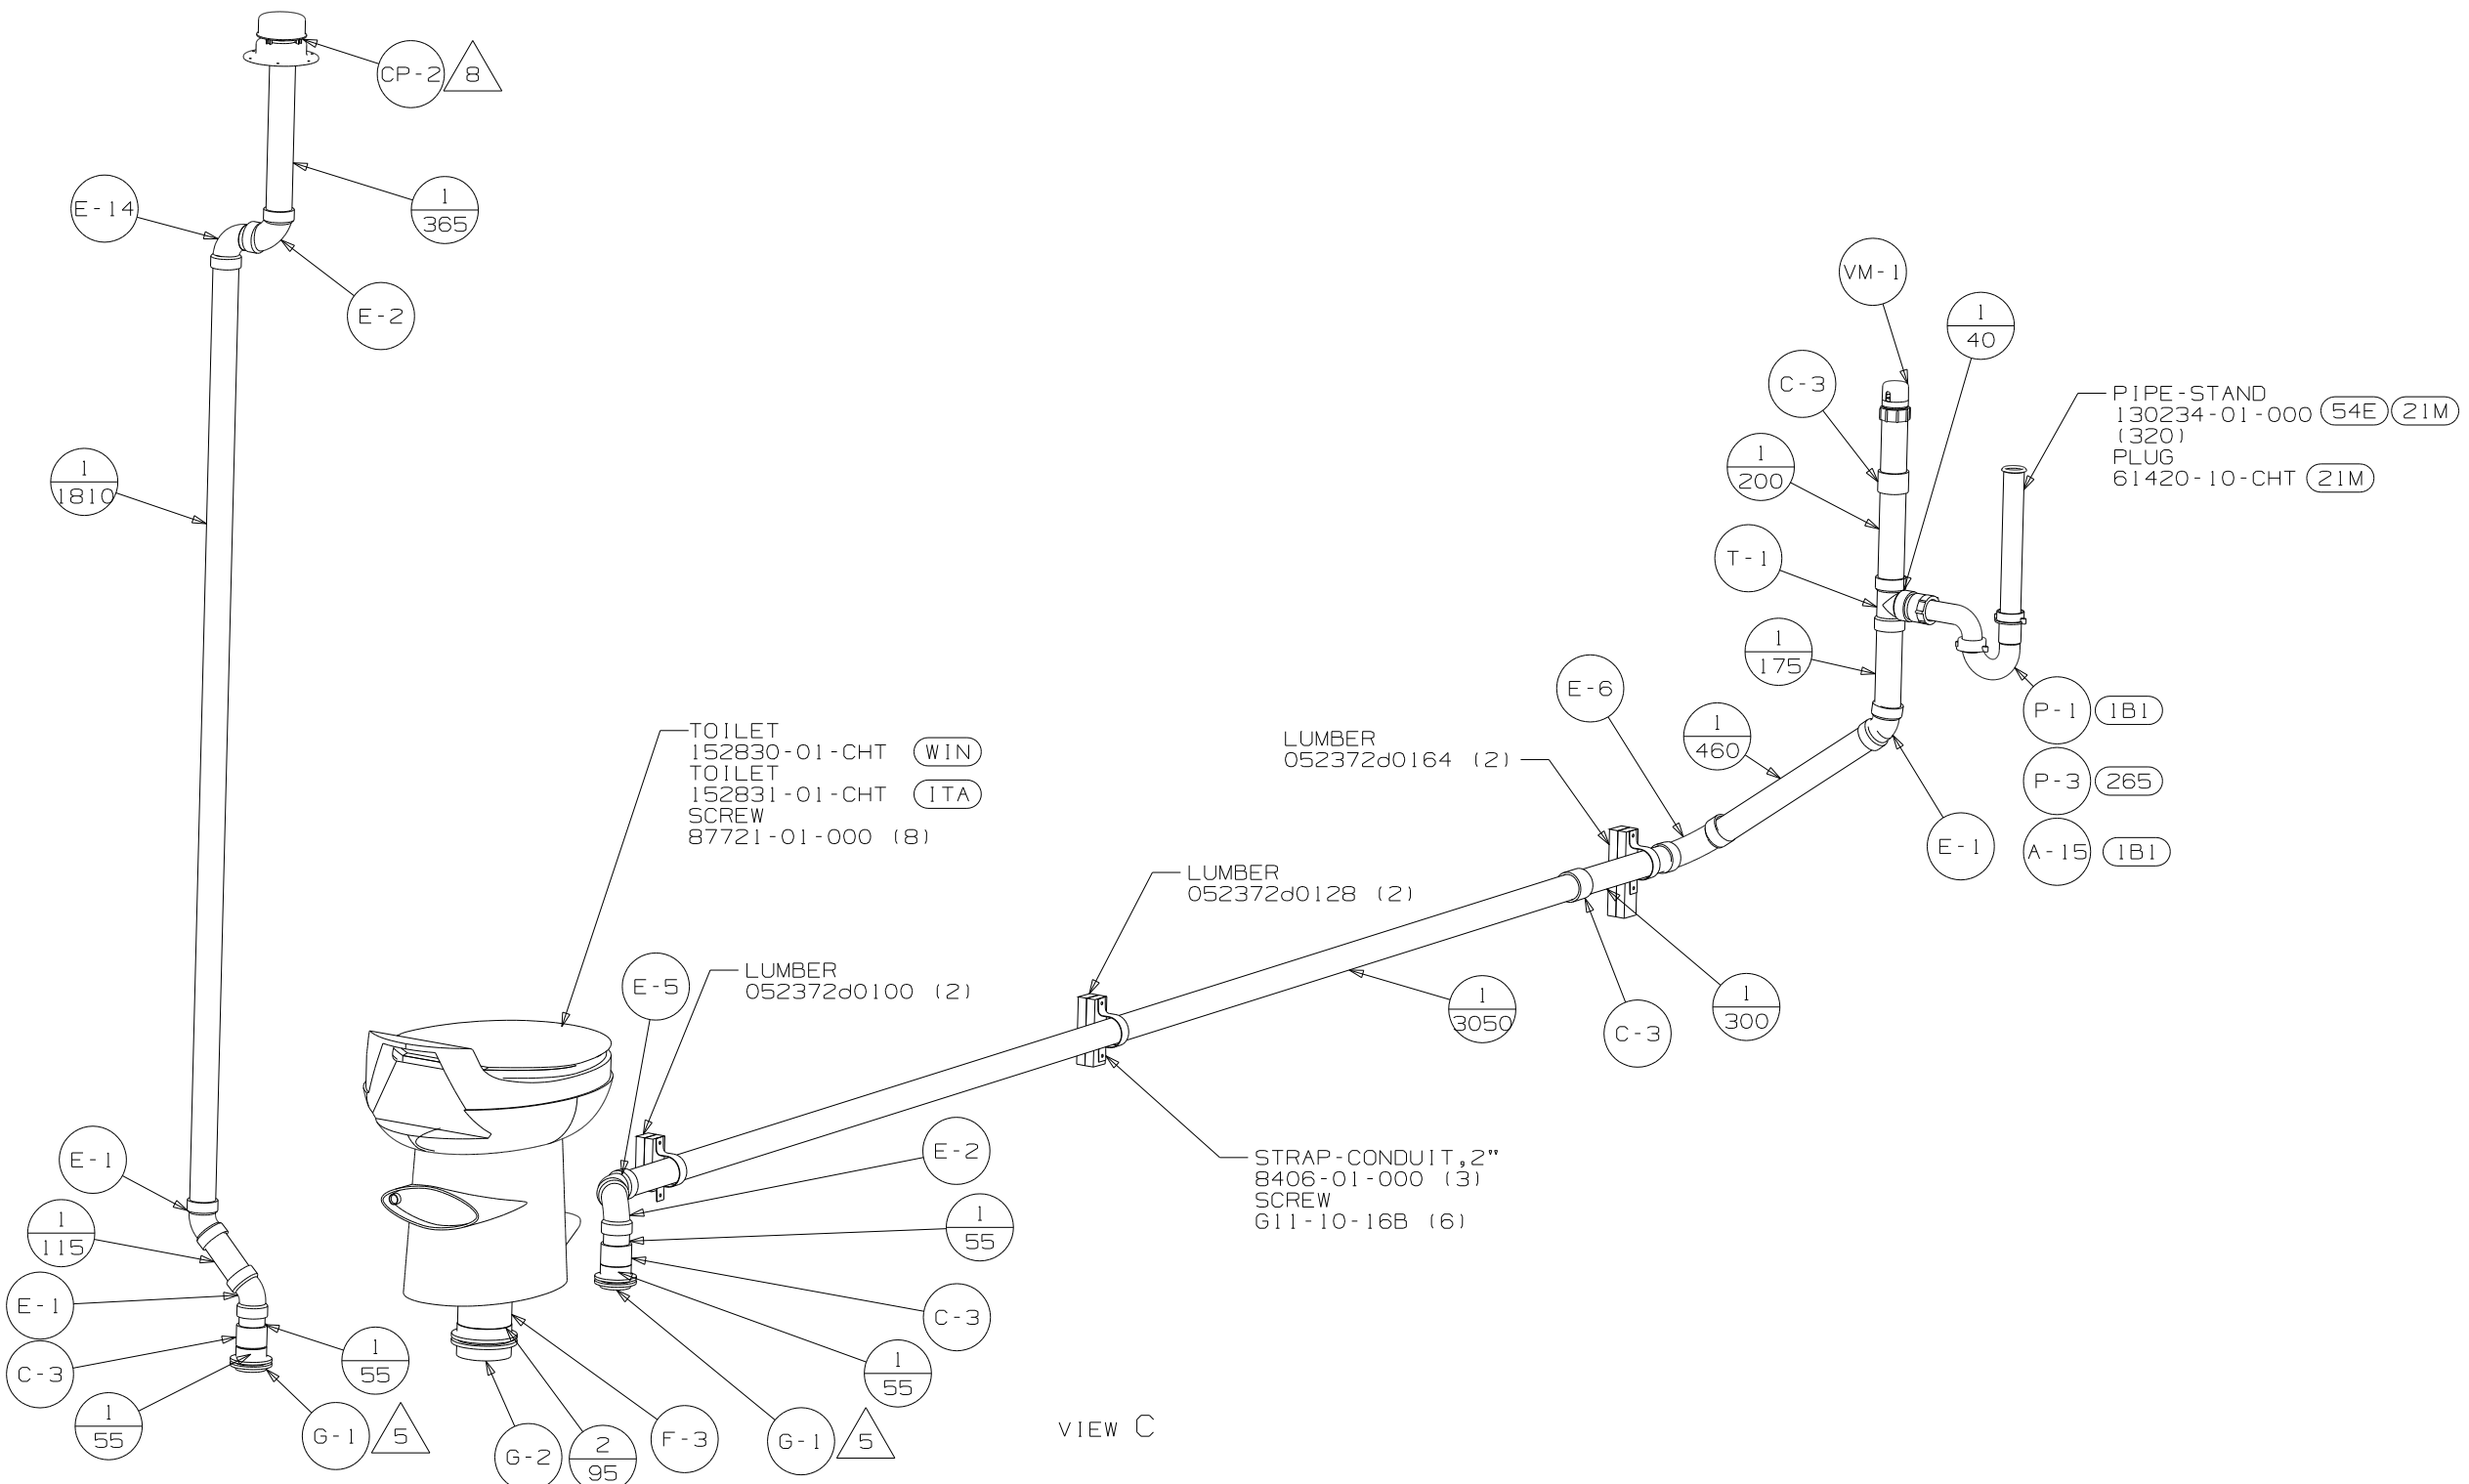 CP-2
8
E-14
1
365
E-2
VM-1
1
40
C-3
PIPE-STAND
130234-01-000 54E 21M
(320)
PLUG
61420-10-CHT 21M
1
1810
1
200
T-1
1
175
E-6
P-1 1B1
1
460
P-3 265
E-1
A-15 1B1
TOILET
152830-01-CHT WIN
TOILET
152831-01-CHT ITA
SCREW
87721-01-000 (8)
LUMBER
052372d0164 (2)
LUMBER
052372d0128 (2)
LUMBER
052372d0100 (2)
E-5
1
3050
C-3
1
300
E-1
E-2
STRAP-CONDUIT,2"
8406-01-000 (3)
SCREW
G11-10-16B (6)
1
115
1
55
E-1
C-3
C-3
1
55
1
55
1
55
G-1
5
G-2
2
95
F-3
G-1
5
VIEW C